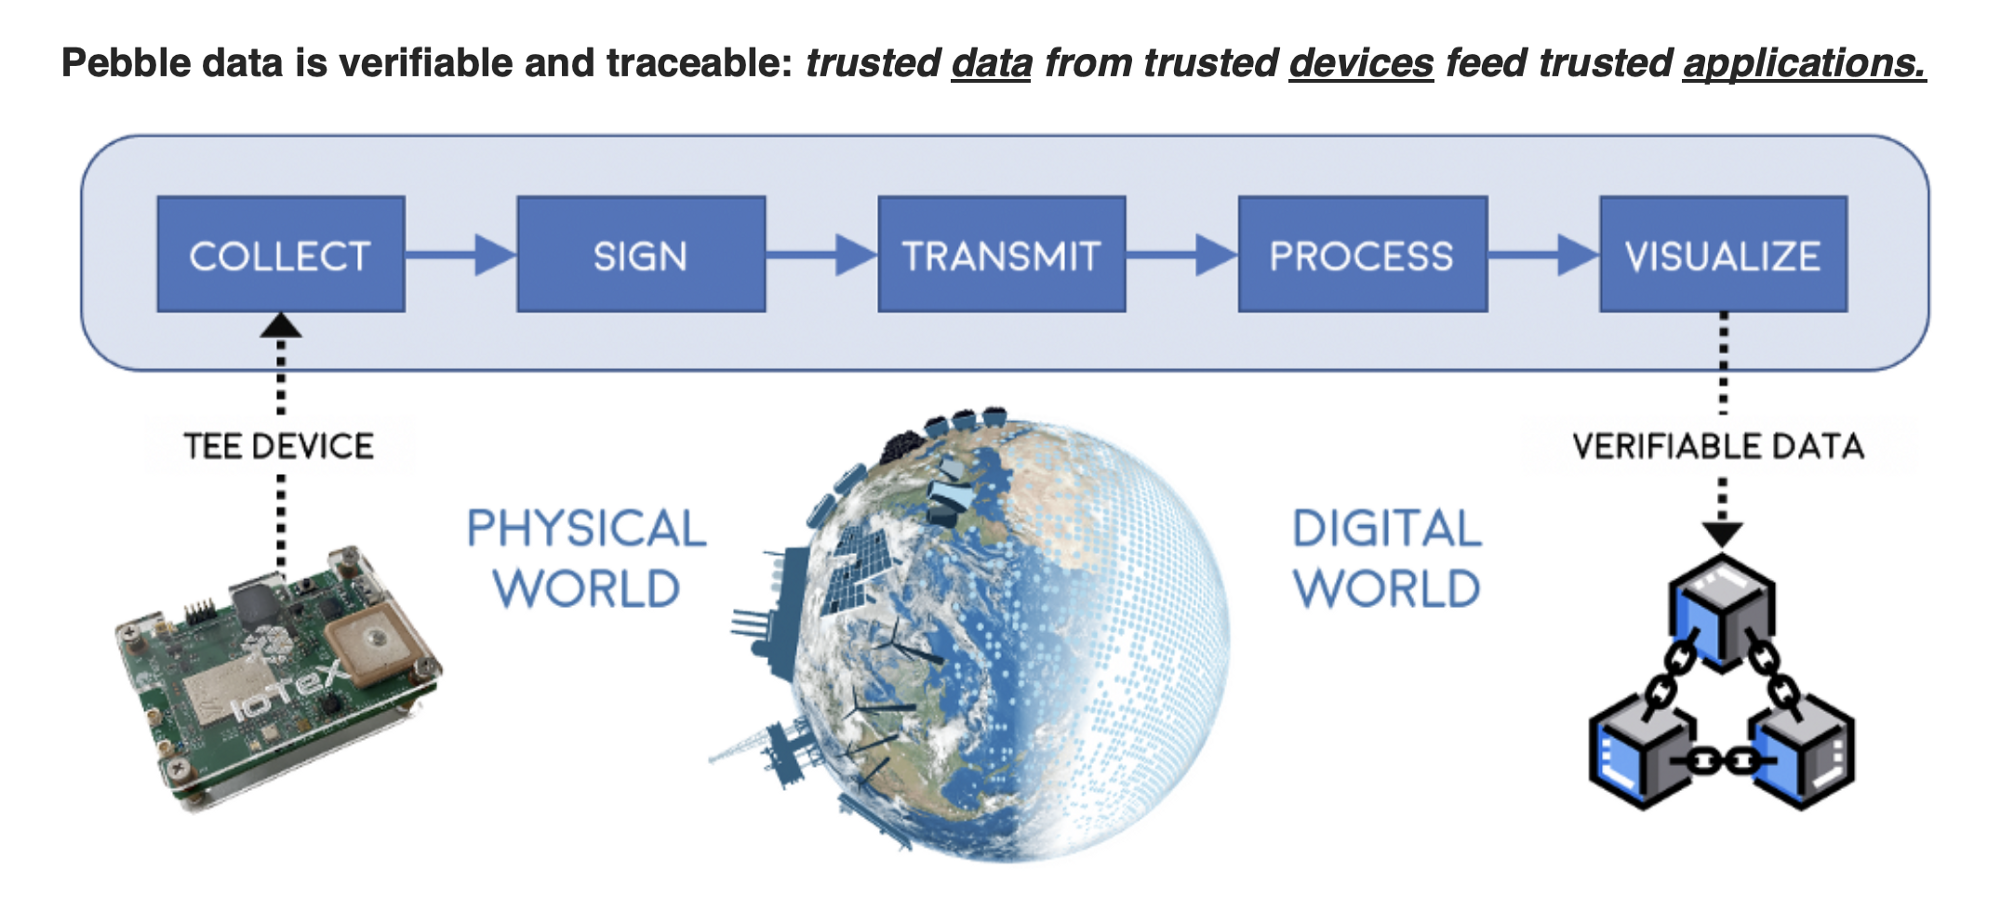 Pebble data is verifiable and traceable: trusted data from trusted devices feed trusted applications.
COLLECT
SIGN
TRANSMIT
PROCESS
VISUALIZE
TEE DEVICE
VERIFIABLE DATA
PHYSICAL
WORLD
DIGITAL
WORLD
IoTeX